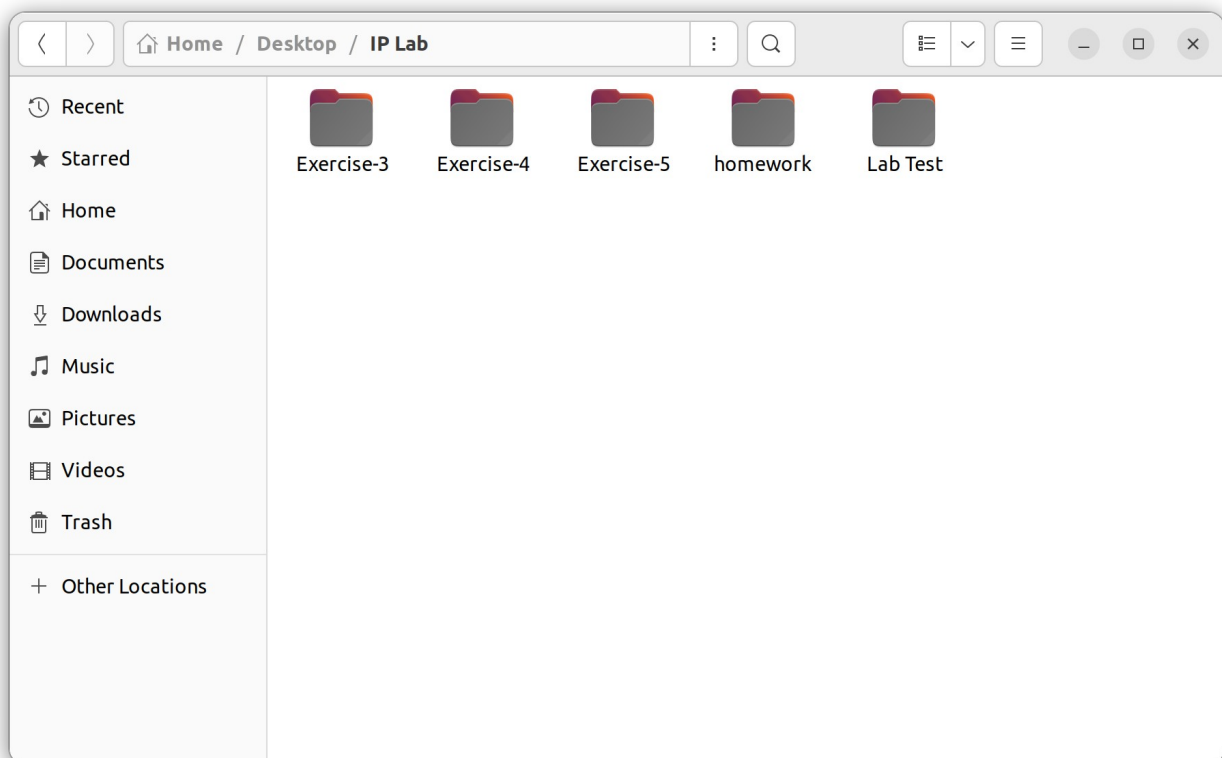 Home / Desktop / IP Lab
Recent
Starred
Home
Documents
Downloads
Music
Pictures
Videos
Trash
Other Locations
Exercise-3 Exercise-4 Exercise-5 homework Lab Test